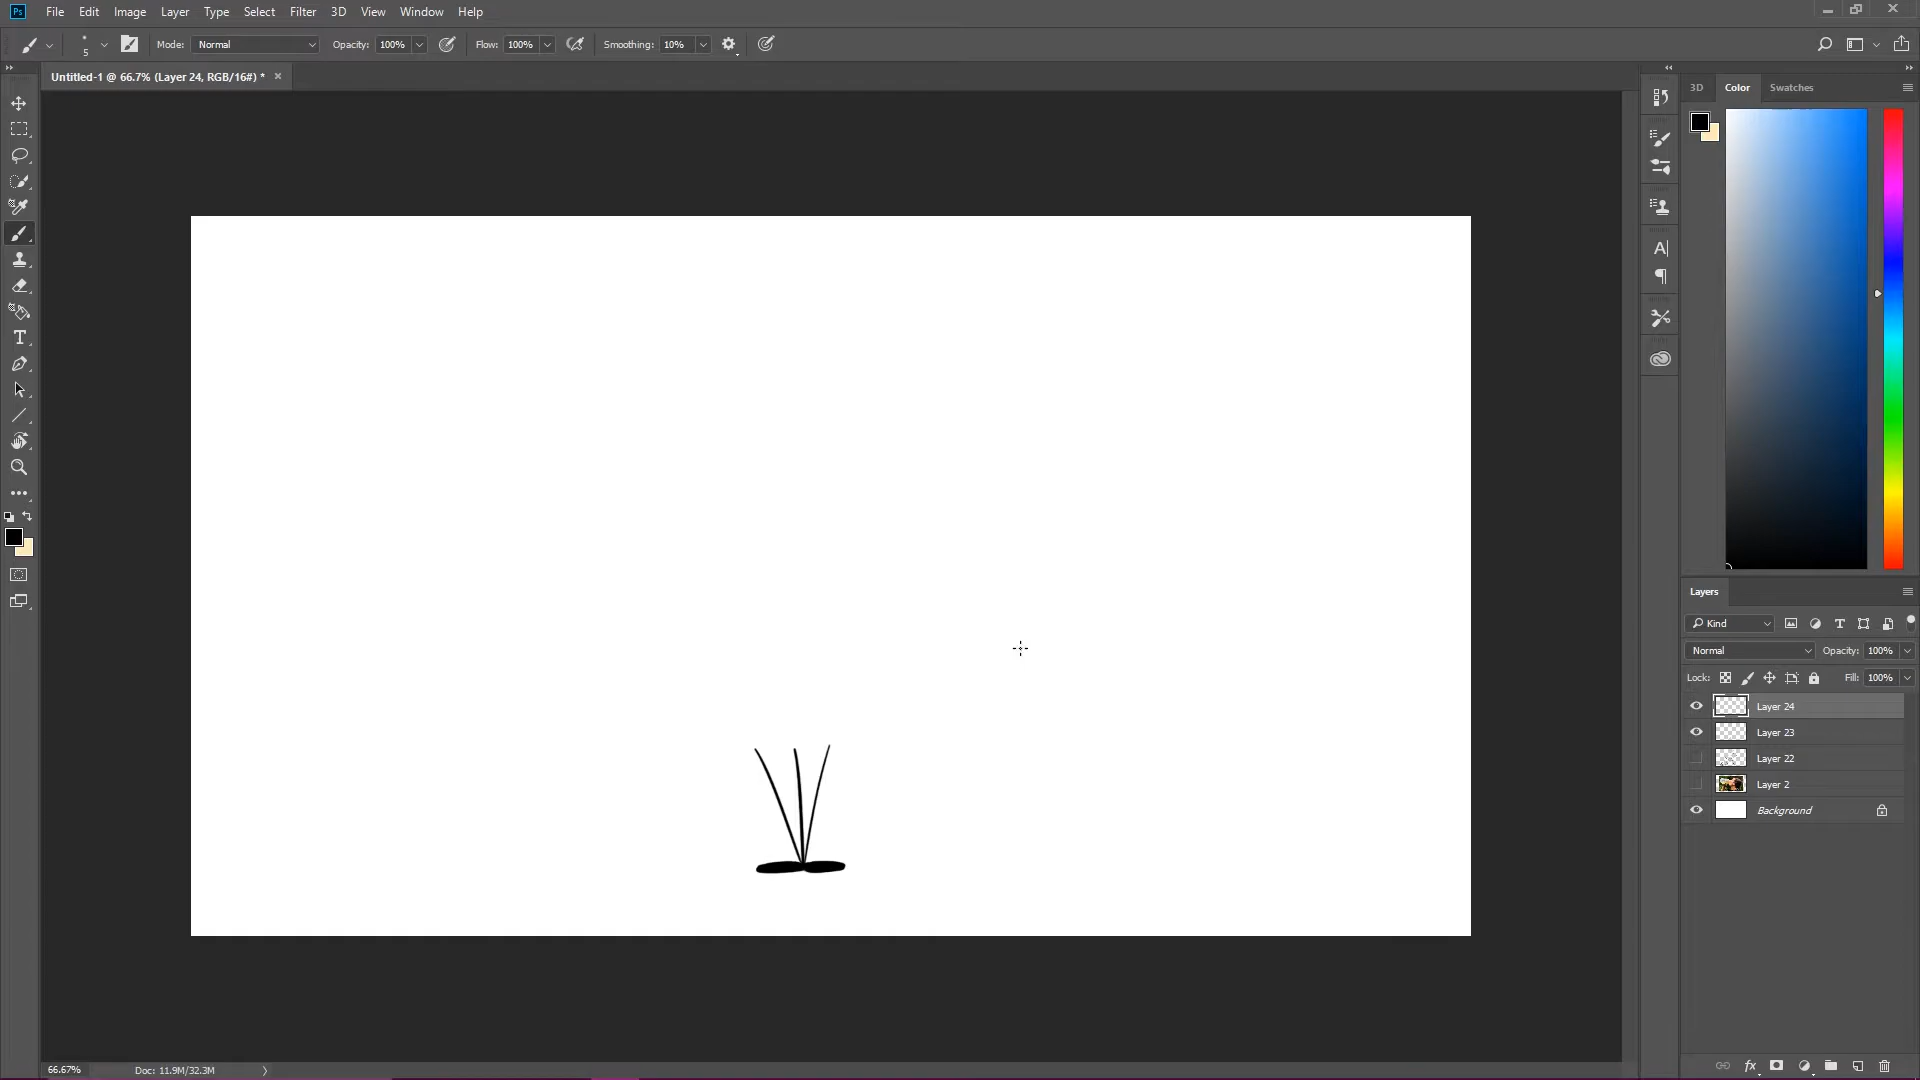 Ps File Edit Image Layer Type Select Filter 3D View Window Help
5 Mode: Normal Opacity: 100% Flow: 100% Smoothing: 10%
Untitled-1 @ 66.7% (Layer 24, RGB/16#) * ×
3D Color Swatches
Layers
Kind
Normal Opacity: 100%
Lock: Fill: 100%
Layer 24
Layer 23
Layer 22
Layer 2
Background
66.67% Doc: 11.9M/32.3M